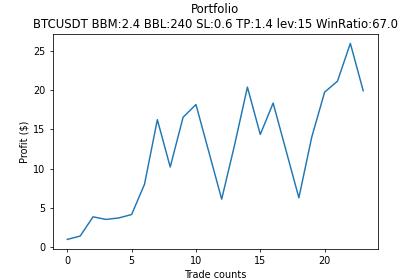 Portfolio
BTCUSDT BBM:2.4 BBL:240 SL:0.6 TP:1.4 lev:15 WinRatio:67.0
25
20
15
10
5
0
Profit ($)
0 5 10 15 20
Trade counts